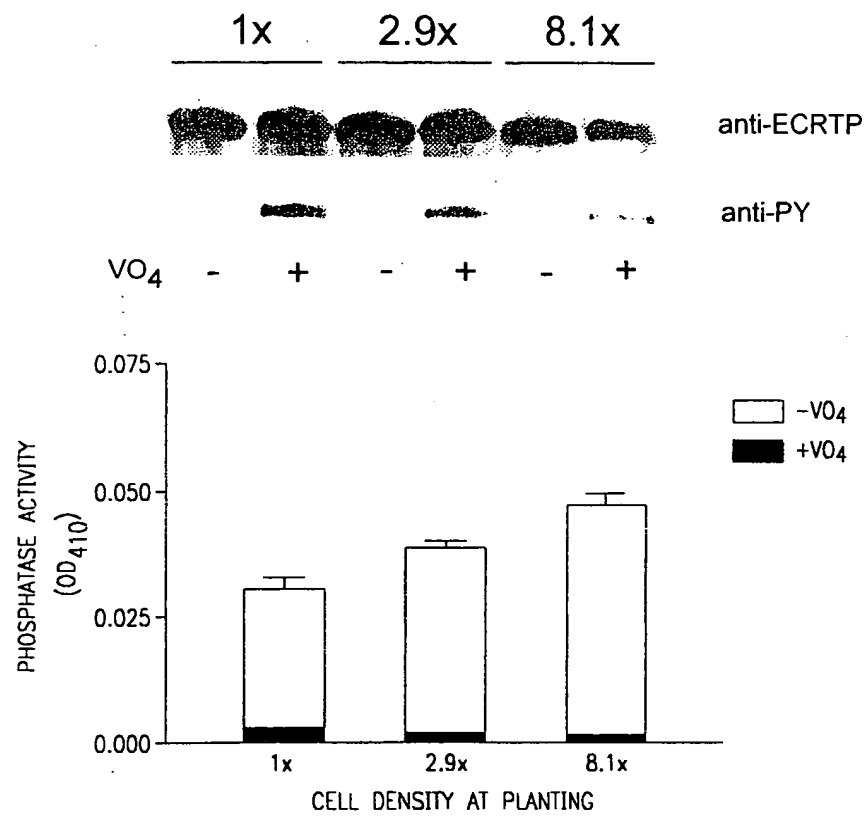 1x 2.9x 8.1x
anti-ECRTP
anti-PY
VO4 - + - + - +
0.075
0.050
0.025
0.000
PHOSPHATASE ACTIVITY
(OD410)
-VO4
+VO4
1x 2.9x 8.1x
CELL DENSITY AT PLANTING